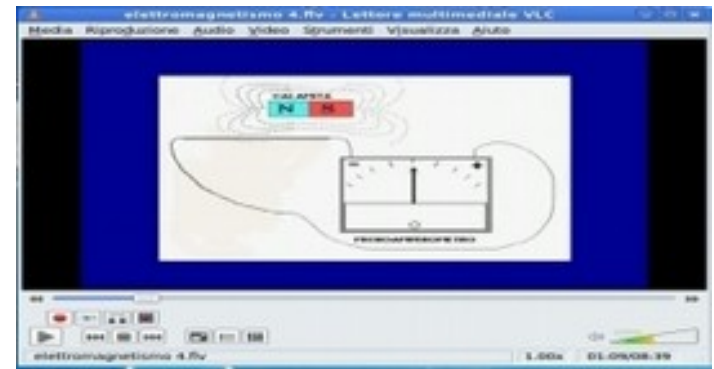 elettromagnetismo 4.flv - Lettore multimediale VLC
Media Riproduzione Audio Video Strumenti Visualizza Aiuto
CALAMITA
N S
- +
elettromagnetismo 4.flv 1.00x 01:09/08:39